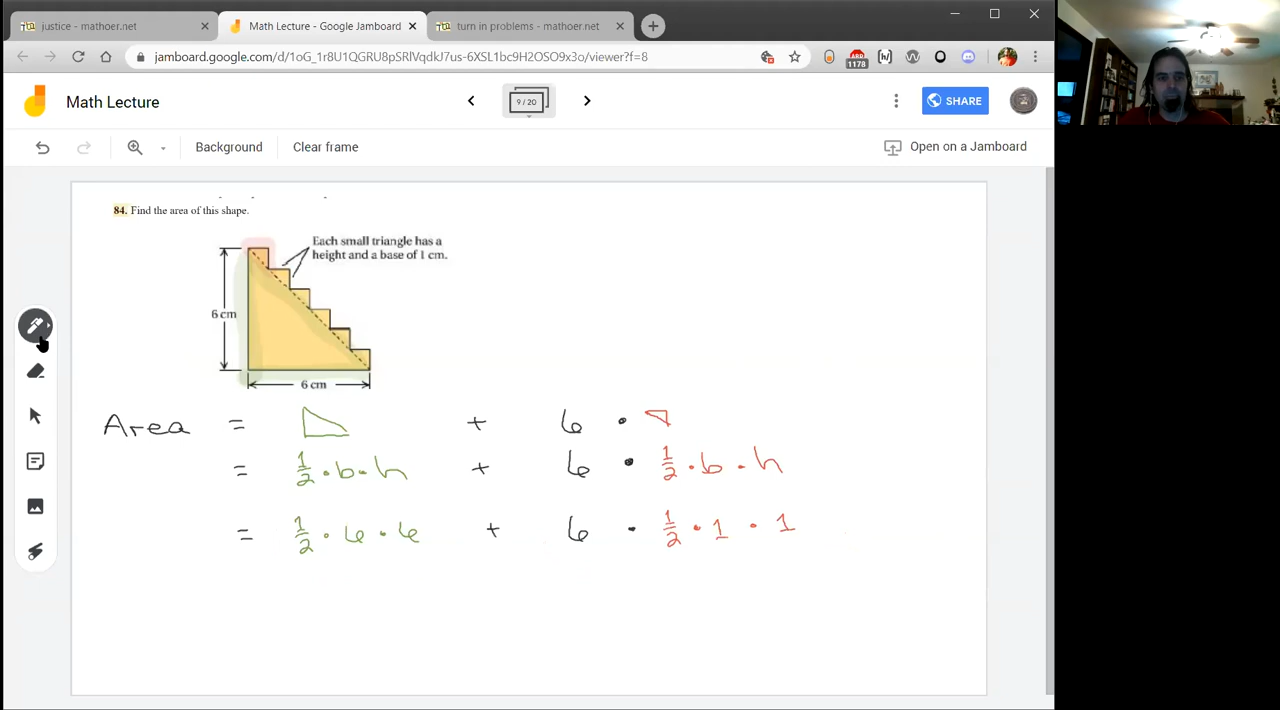 justice - mathoer.net
Math Lecture - Google Jamboard
turn in problems - mathoer.net
jamboard.google.com/d/1oG_1r8U1QGRU8pSRlVqdkJ7us-6XSL1bc9H2OSO9x3o/viewer?f=8
1178
Math Lecture
9 / 20
SHARE
Background
Clear frame
Open on a Jamboard
84. Find the area of this shape.
Each small triangle has a
height and a base of 1 cm.
6 cm
6 cm
Area = + 6 •
= 1/2 • b • h + 6 • 1/2 • b • h
= 1/2 • 6 • 6 + 6 • 1/2 • 1 • 1